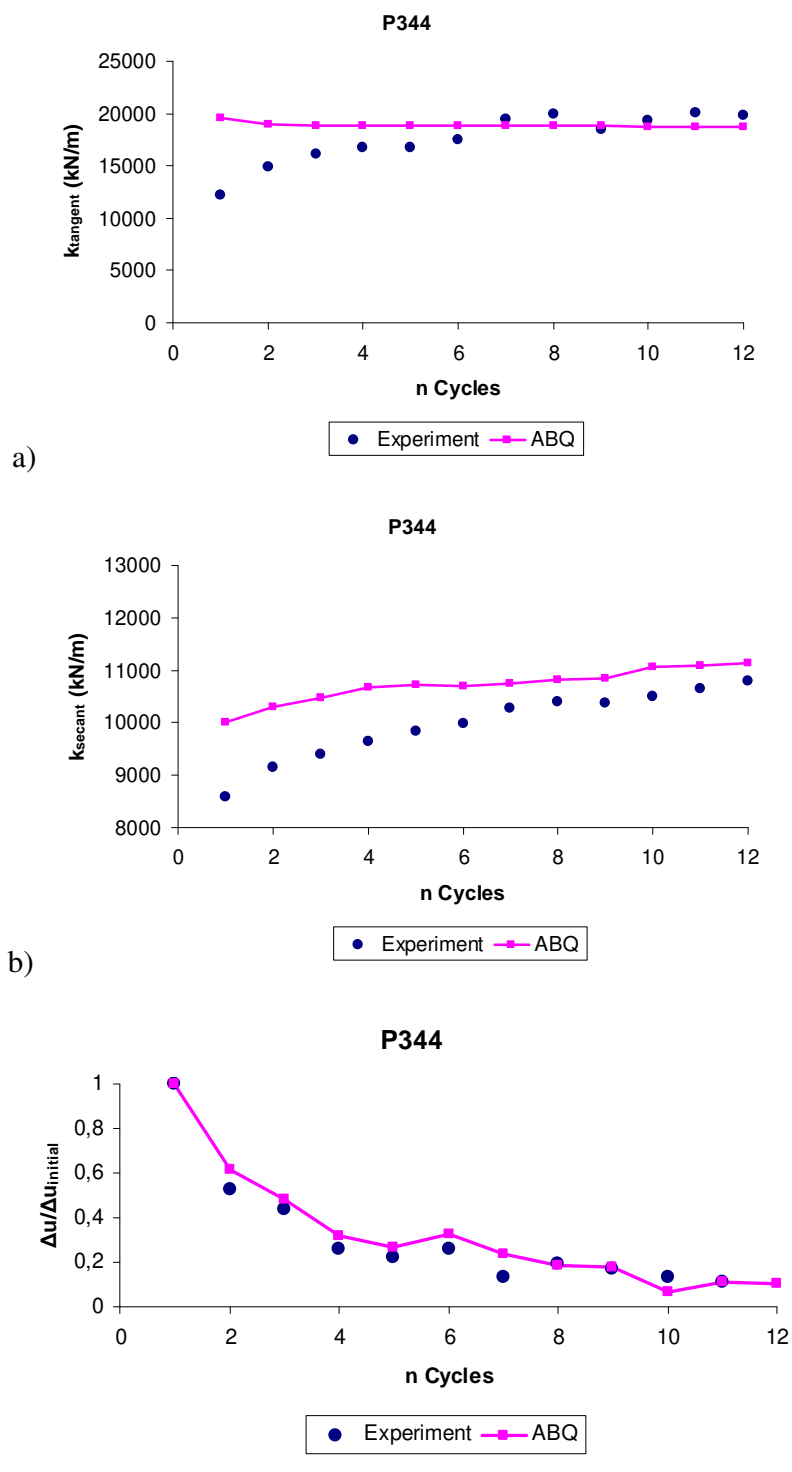 P344
25000
20000
15000
10000
5000
0
k_tangent (kN/m)
0 2 4 6 8 10 12
n Cycles
Experiment ABQ
a)
P344
13000
12000
11000
10000
9000
8000
k_secant (kN/m)
0 2 4 6 8 10 12
n Cycles
Experiment ABQ
b)
P344
1
0,8
0,6
0,4
0,2
0
Δu/Δu_initial
0 2 4 6 8 10 12
n Cycles
Experiment ABQ